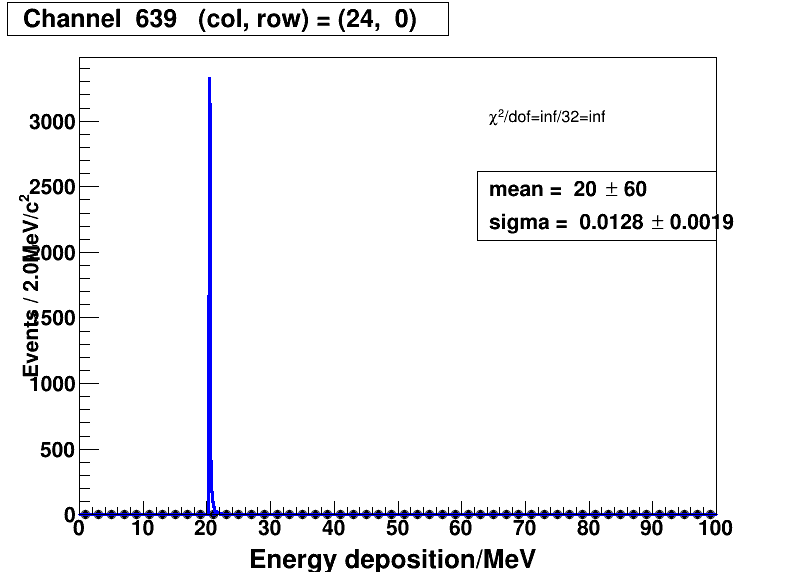 Channel 639 (col, row) = (24, 0)
χ²/dof=inf/32=inf
mean = 20 ± 60
sigma = 0.0128 ± 0.0019
Events / 2.0MeV/c²
3000
2500
2000
1500
1000
500
0
0 10 20 30 40 50 60 70 80 90 100
Energy deposition/MeV